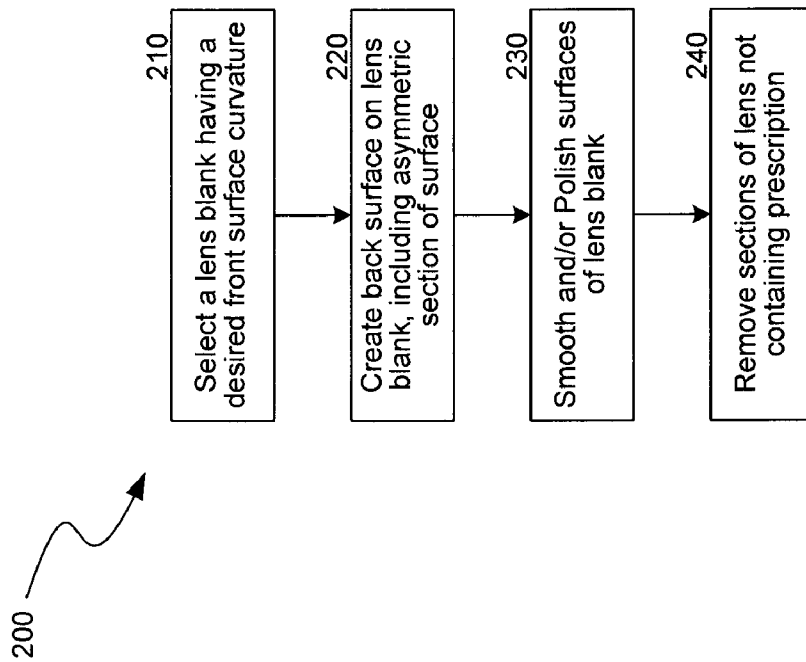 200
210
Select a lens blank having a
desired front surface curvature
220
Create back surface on lens
blank, including asymmetric
section of surface
230
Smooth and/or Polish surfaces
of lens blank
240
Remove sections of lens not
containing prescription